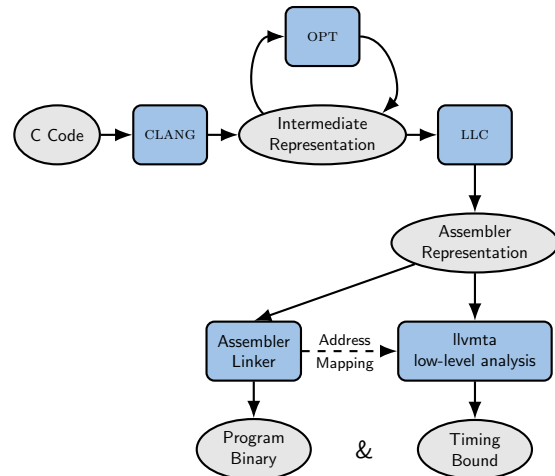 OPT
C Code
CLANG
Intermediate
Representation
LLC
Assembler
Representation
Assembler
Linker
Address
Mapping
llvmta
low-level analysis
Program
Binary
&
Timing
Bound